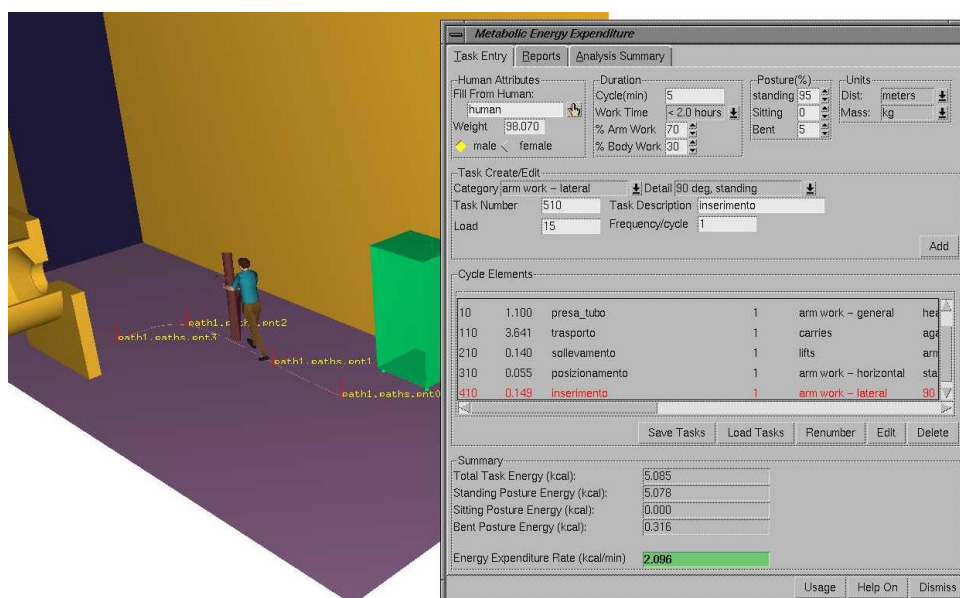 Metabolic Energy Expenditure
Task Entry Reports Analysis Summary
Human Attributes Duration Posture(%) Units
Fill From Human: Cycle(min) 5 standing 95 Dist: meters
human Work Time < 2.0 hours Sitting 0 Mass: kg
Weight 98.070 % Arm Work 70 Bent 5
male female % Body Work 30
Task Create/Edit
Category arm work – lateral Detail 90 deg, standing
Task Number 510 Task Description inserimento
Load 15 Frequency/cycle 1
Add
Cycle Elements
10 1.100 presa_tubo 1 arm work – general hea
110 3.641 trasporto 1 carries aga
210 0.140 sollevamento 1 lifts arm
310 0.055 posizionamento 1 arm work – horizontal sta
410 0.149 inserimento 1 arm work – lateral 90
Save Tasks Load Tasks Renumber Edit Delete
Summary
Total Task Energy (kcal): 5.085
Standing Posture Energy (kcal): 5.078
Sitting Posture Energy (kcal): 0.000
Bent Posture Energy (kcal): 0.316
Energy Expenditure Rate (kcal/min) 2.096
Usage Help On Dismiss
path1.paths.pnt3
path1.paths.pnt1
path1.paths.pnt0